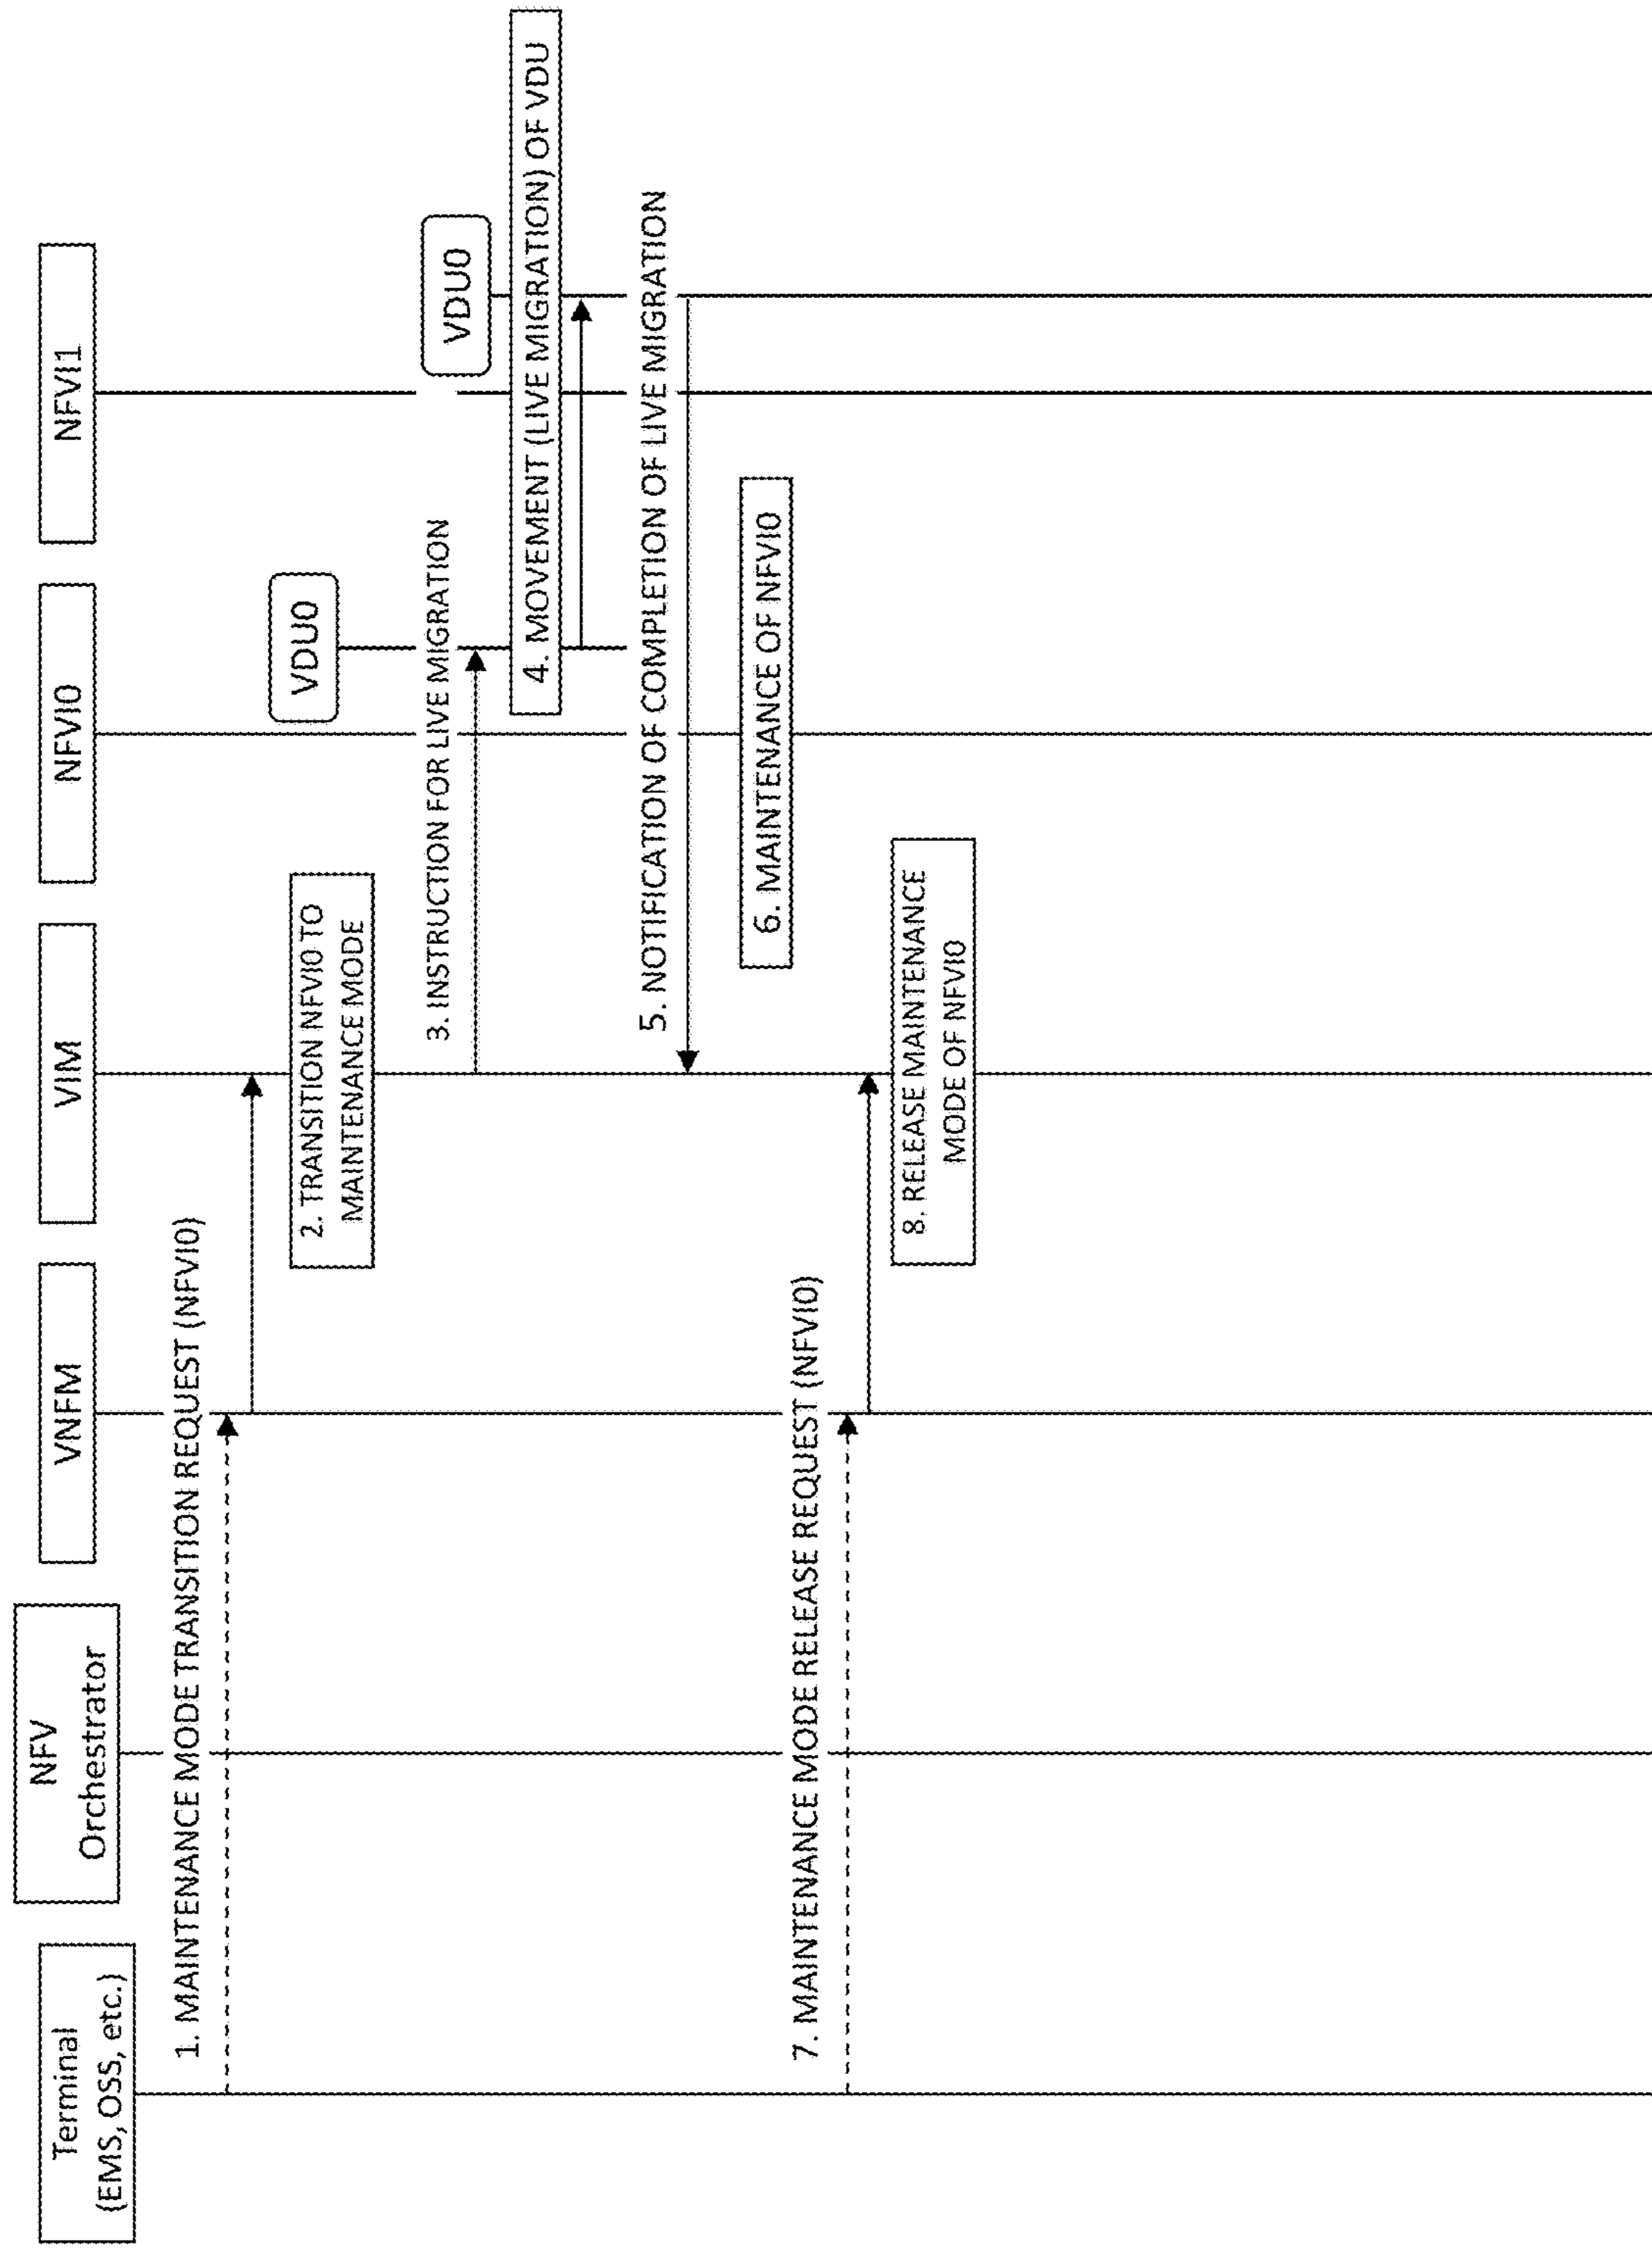 Terminal
(EMS, OSS, etc.)
NFV
Orchestrator
VNFM
VIM
NFVI0
NFVI1
1. MAINTENANCE MODE TRANSITION REQUEST (NFVI0)
VDU0
2. TRANSITION NFVI0 TO
MAINTENANCE MODE
3. INSTRUCTION FOR LIVE MIGRATION
VDU0
4. MOVEMENT (LIVE MIGRATION) OF VDU
5. NOTIFICATION OF COMPLETION OF LIVE MIGRATION
6. MAINTENANCE OF NFVI0
7. MAINTENANCE MODE RELEASE REQUEST (NFVI0)
8. RELEASE MAINTENANCE
MODE OF NFVI0